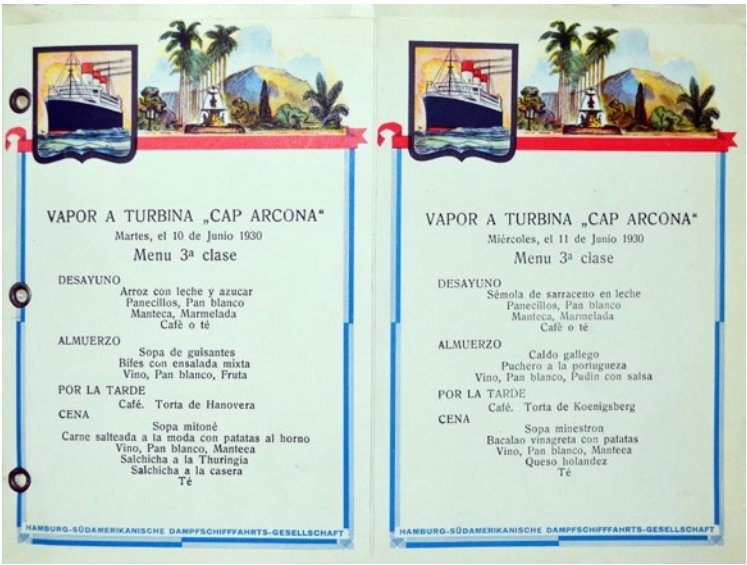 VAPOR A TURBINA „CAP ARCONA“
Martes, el 10 de Junio 1930
Menu 3ª clase
DESAYUNO
Arroz con leche y azucar
Panecillos, Pan blanco
Manteca, Marmelada
Cafè o té
ALMUERZO
Sopa de guisantes
Bifes con ensalada mixta
Vino, Pan blanco, Fruta
POR LA TARDE
Café. Torta de Hanovera
CENA
Sopa mitoné
Carne salteada a la moda con patatas al horno
Vino, Pan blanco, Manteca
Salchicha a la Thuringia
Salchicha a la casera
Té
HAMBURG-SÜDAMERIKANISCHE DAMPFSCHIFFFAHRTS-GESELLSCHAFT
VAPOR A TURBINA „CAP ARCONA“
Miércoles, el 11 de Junio 1930
Menu 3ª clase
DESAYUNO
Sémola de sarraceno en leche
Panecillos, Pan blanco
Manteca, Marmelada
Cafè o té
ALMUERZO
Caldo gallego
Puchero a la portugueza
Vino, Pan blanco, Pudin con salsa
POR LA TARDE
Café. Torta de Koenigsberg
CENA
Sopa minestron
Bacalao vinagreta con patatas
Vino, Pan blanco, Manteca
Queso holandez
Té
HAMBURG-SÜDAMERIKANISCHE DAMPFSCHIFFFAHRTS-GESELLSCHAFT